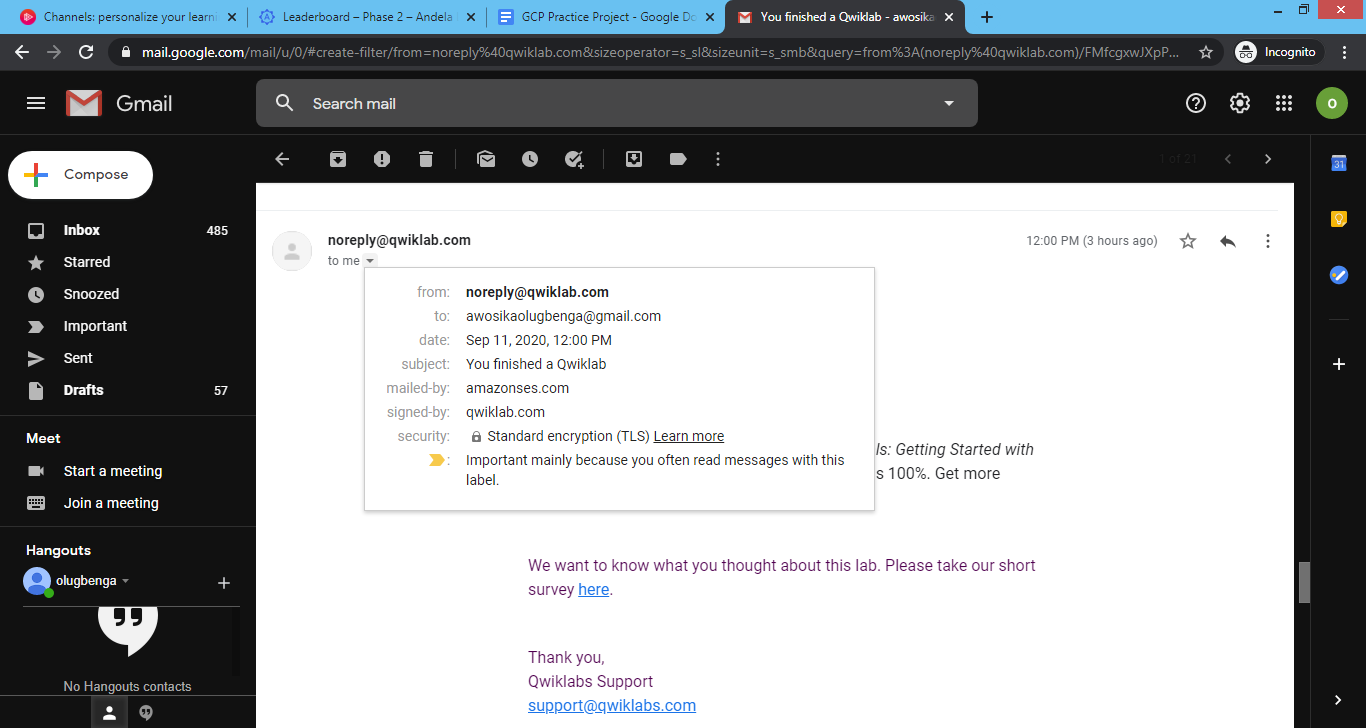 Channels: personalize your learni
Leaderboard – Phase 2 – Andela
GCP Practice Project - Google Do
You finished a Qwiklab - awosika
mail.google.com/mail/u/0/#create-filter/from=noreply%40qwiklab.com&sizeoperator=s_sl&sizeunit=s_smb&query=from%3A(noreply%40qwiklab.com)/FMfcgxwJXpP...
Incognito
Gmail
Search mail
o
Compose
1 of 21
31
Inbox 485
Starred
Snoozed
Important
Sent
Drafts 57
Meet
Start a meeting
Join a meeting
Hangouts
olugbenga
No Hangouts contacts
noreply@qwiklab.com
12:00 PM (3 hours ago)
to me
from: noreply@qwiklab.com
to: awosikaolugbenga@gmail.com
date: Sep 11, 2020, 12:00 PM
subject: You finished a Qwiklab
mailed-by: amazonses.com
signed-by: qwiklab.com
security: Standard encryption (TLS) Learn more
: Important mainly because you often read messages with this
label.
ls: Getting Started with
s 100%. Get more
We want to know what you thought about this lab. Please take our short
survey here.
Thank you,
Qwiklabs Support
support@qwiklabs.com